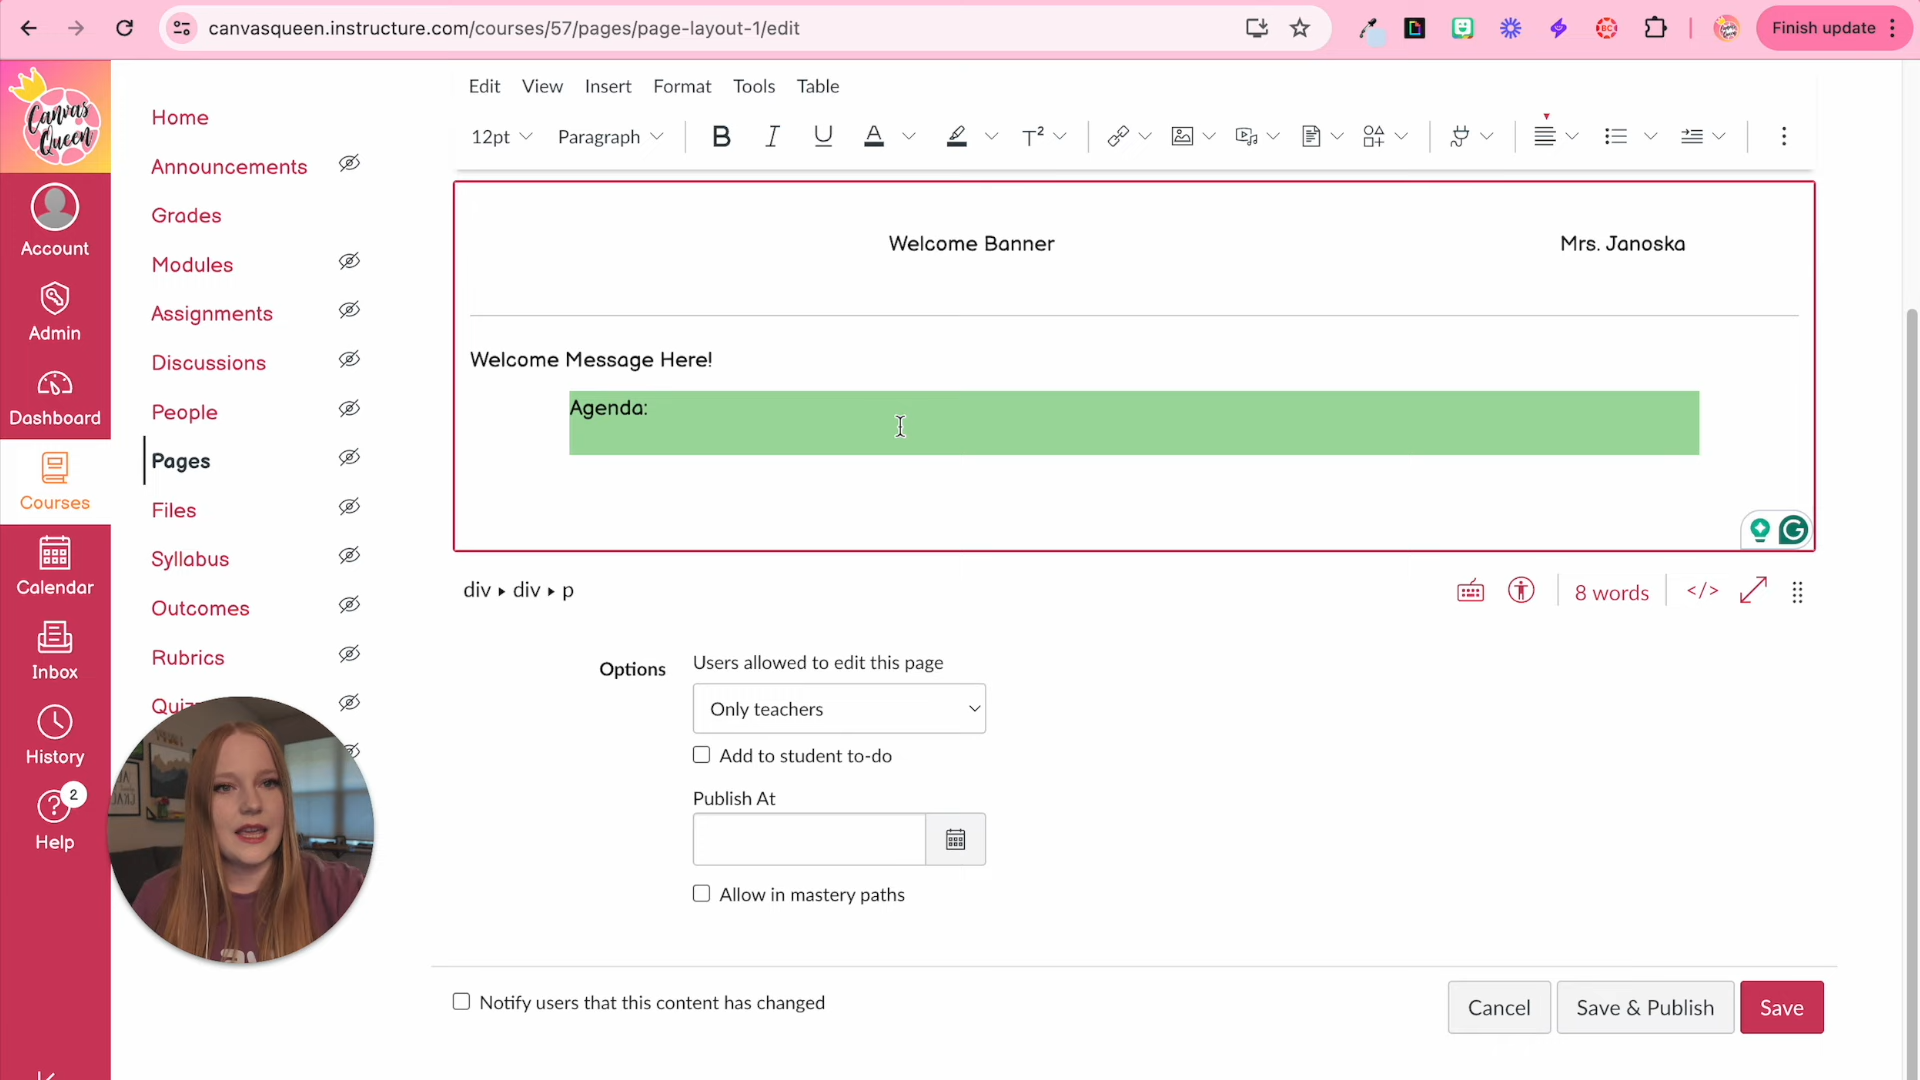 canvasqueen.instructure.com/courses/57/pages/page-layout-1/edit
Finish update
Canvas
Queen
Account
Admin
Dashboard
Courses
Calendar
Inbox
History
2
Help
Home
Announcements
Grades
Modules
Assignments
Discussions
People
Pages
Files
Syllabus
Outcomes
Rubrics
Edit View Insert Format Tools Table
12pt Paragraph
Welcome Banner Mrs. Janoska
Welcome Message Here!
Agenda:
div ▸ div ▸ p
8 words </>
Options
Users allowed to edit this page
Only teachers
Add to student to-do
Publish At
Allow in mastery paths
Notify users that this content has changed
Cancel Save & Publish Save